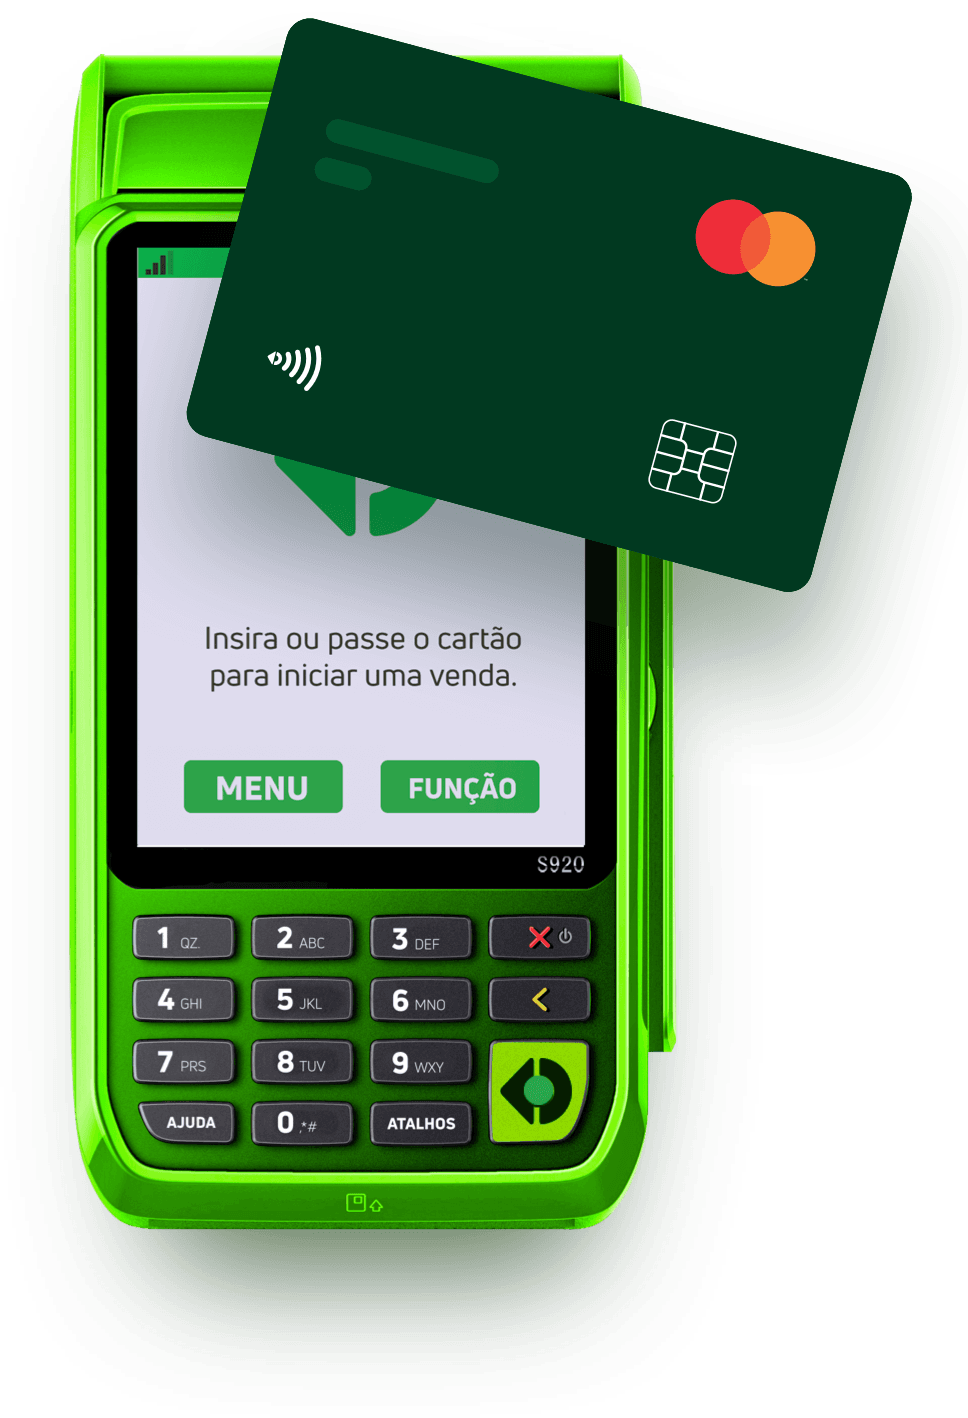 Insira ou passe o cartão
para iniciar uma venda.
MENU FUNÇÃO
S920
1 QZ. 2 ABC 3 DEF
4 GHI 5 JKL 6 MNO
7 PRS 8 TUV 9 WXY
AJUDA 0 ,*# ATALHOS